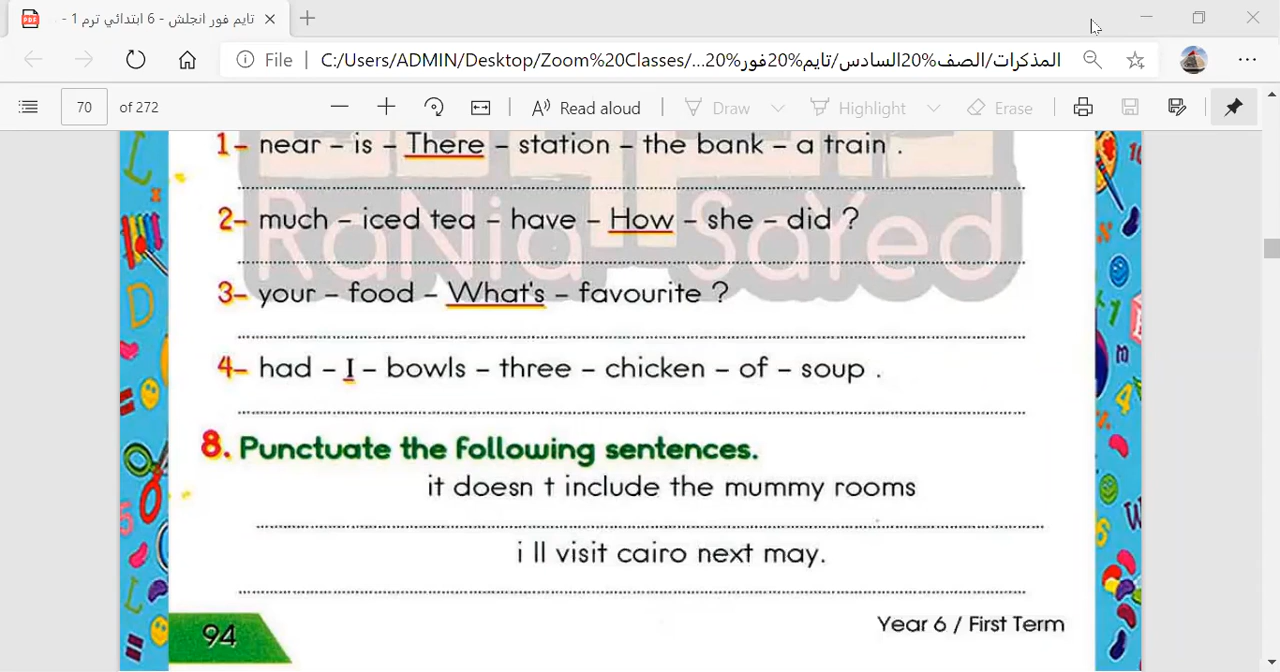 تايم فور انجلش - 6 ابتدائي ترم 1 -
File
C:/Users/ADMIN/Desktop/Zoom%20Classes/المذكرات/الصف%20السادس/تايم%20فور%20...
70 of 272
Read aloud
Draw
Highlight
Erase
1- near – is – There – station – the bank – a train .
2- much – iced tea – have – How – she – did ?
RaNia SaYed
3- your – food – What's – favourite ?
4- had – I – bowls – three – chicken – of – soup .
8. Punctuate the following sentences.
it doesn t include the mummy rooms
i ll visit cairo next may.
94
Year 6 / First Term